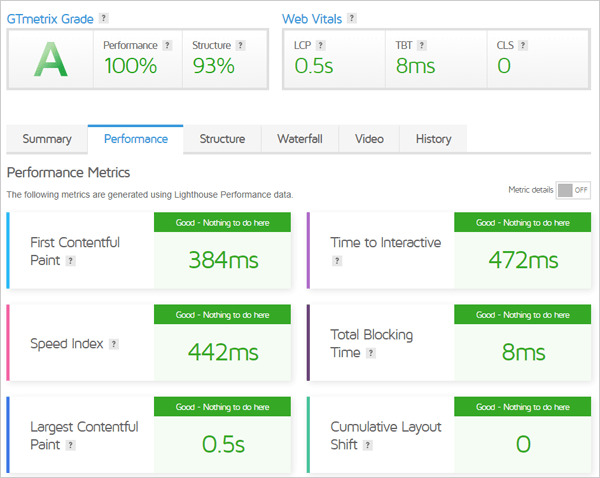 GTmetrix Grade ?
Web Vitals ?
A
Performance ?
100%
Structure ?
93%
LCP ?
0.5s
TBT ?
8ms
CLS ?
0
Summary
Performance
Structure
Waterfall
Video
History
Performance Metrics
The following metrics are generated using Lighthouse Performance data.
Metric details OFF
First Contentful
Paint ?
Good - Nothing to do here
384ms
Time to Interactive
?
Good - Nothing to do here
472ms
Speed Index ?
Good - Nothing to do here
442ms
Total Blocking
Time ?
Good - Nothing to do here
8ms
Largest Contentful
Paint ?
Good - Nothing to do here
0.5s
Cumulative Layout
Shift ?
Good - Nothing to do here
0